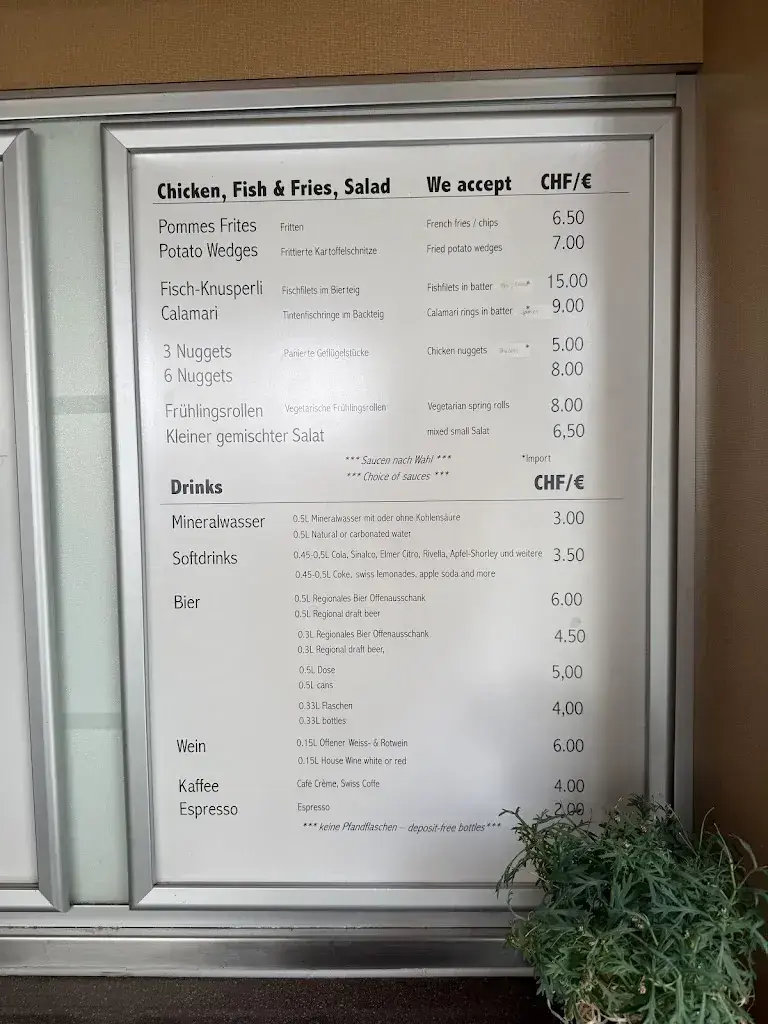 Chicken, Fish & Fries, Salad We accept CHF/€
Pommes Frites Fritten French fries / chips 6.50
Potato Wedges Frittierte Kartoffelschnitze Fried potato wedges 7.00
Fisch-Knusperli Fischfilets im Bierteig Fishfilets in batter * 15.00
Calamari Tintenfischringe im Backteig Calamari rings in batter * 9.00
3 Nuggets Panierte Geflügelstücke Chicken nuggets * 5.00
6 Nuggets 8.00
Frühlingsrollen Vegetarische Frühlingsrollen Vegetarian spring rolls 8.00
Kleiner gemischter Salat mixed small Salat 6,50
*** Saucen nach Wahl *** *Import
*** Choice of sauces ***
Drinks CHF/€
Mineralwasser 0.5L Mineralwasser mit oder ohne Kohlensäure 3.00
0.5L Natural or carbonated water
Softdrinks 0.45-0,5L Cola, Sinalco, Elmer Citro, Rivella, Apfel-Shorley und weitere 3.50
0.45-0.5L Coke, swiss lemonades, apple soda and more
Bier 0.5L Regionales Bier Offenausschank 6.00
0.5L Regional draft beer
0.3L Regionales Bier Offenausschank 4.50
0.3L Regional draft beer,
0.5L Dose 5,00
0.5L cans
0.33L Flaschen 4,00
0.33L bottles
Wein 0.15L Offener Weiss- & Rotwein 6.00
0.15L House Wine white or red
Kaffee Café Crème, Swiss Coffe 4.00
Espresso Espresso 2.00
*** keine Pfandflaschen – deposit-free bottles***